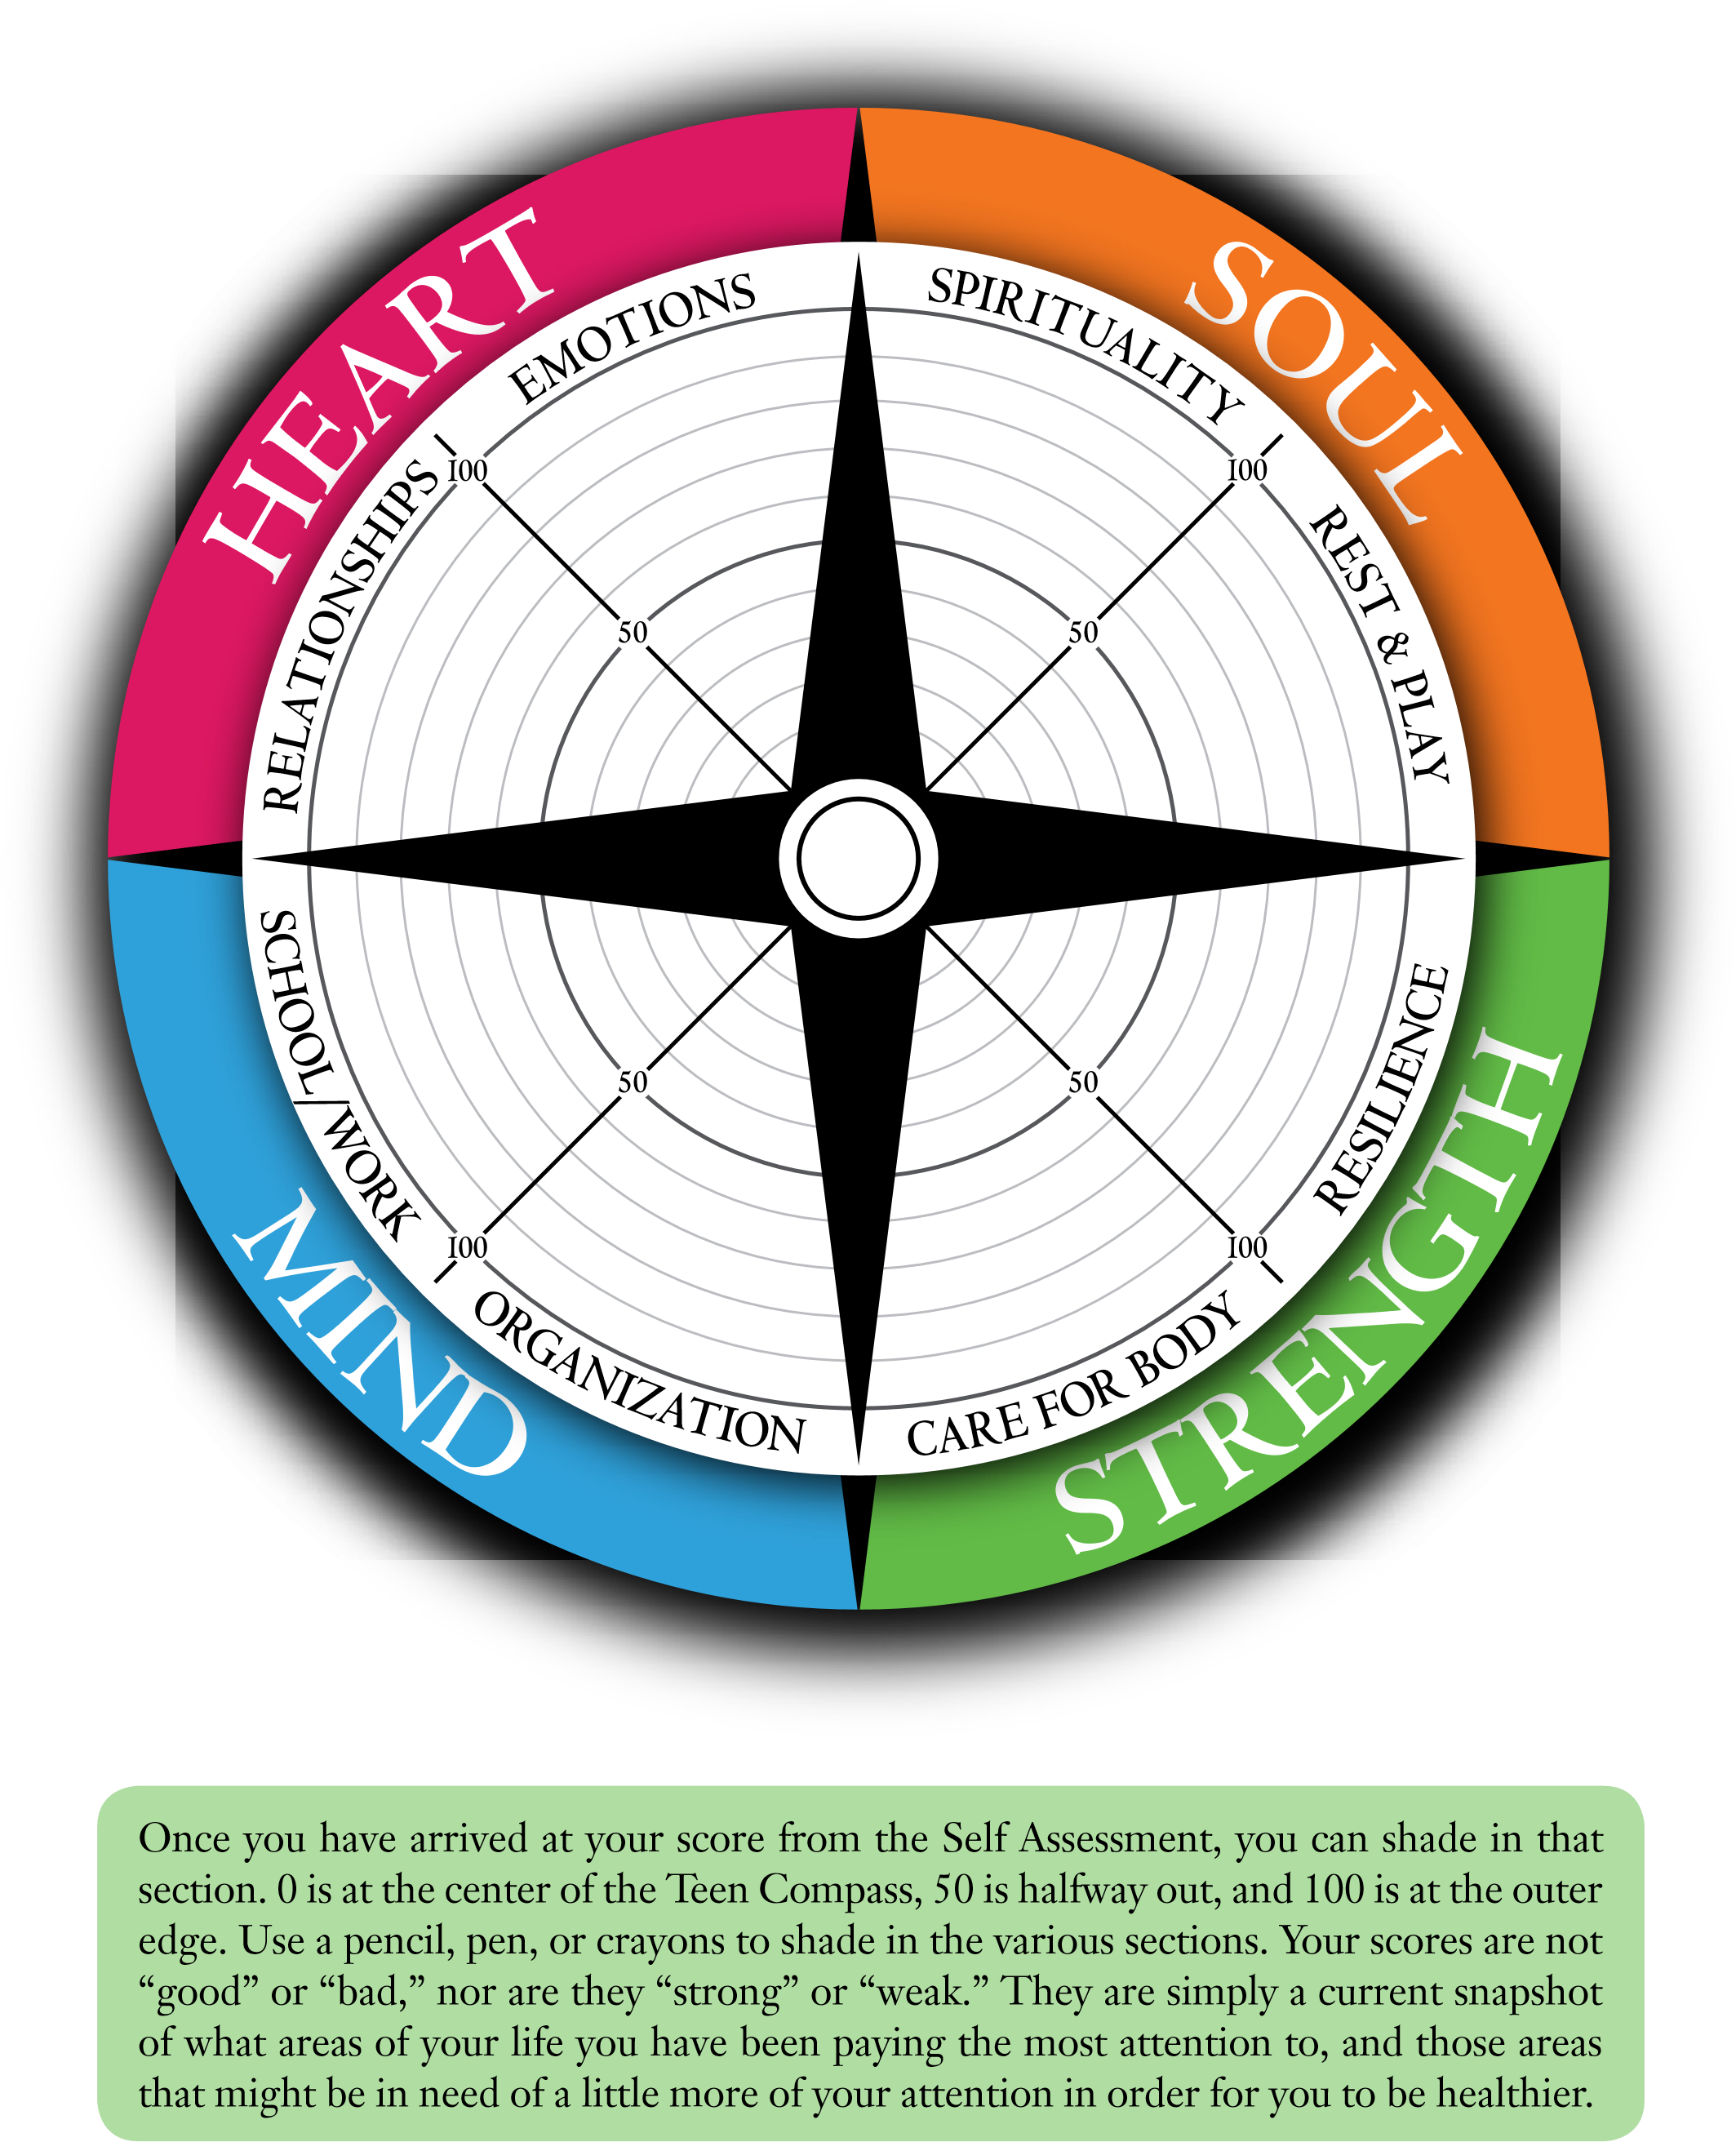 HEART
SOUL
EMOTIONS
SPIRITUALITY
RELATIONSHIPS
100
100
REST & PLAY
50
50
SCHOOL/WORK
50
50
RESILIENCE
100
100
MIND
ORGANIZATION
CARE FOR BODY
STRENGTH
Once you have arrived at your score from the Self Assessment, you can shade in that
section. 0 is at the center of the Teen Compass, 50 is halfway out, and 100 is at the outer
edge. Use a pencil, pen, or crayons to shade in the various sections. Your scores are not
“good” or “bad,” nor are they “strong” or “weak.” They are simply a current snapshot
of what areas of your life you have been paying the most attention to, and those areas
that might be in need of a little more of your attention in order for you to be healthier.